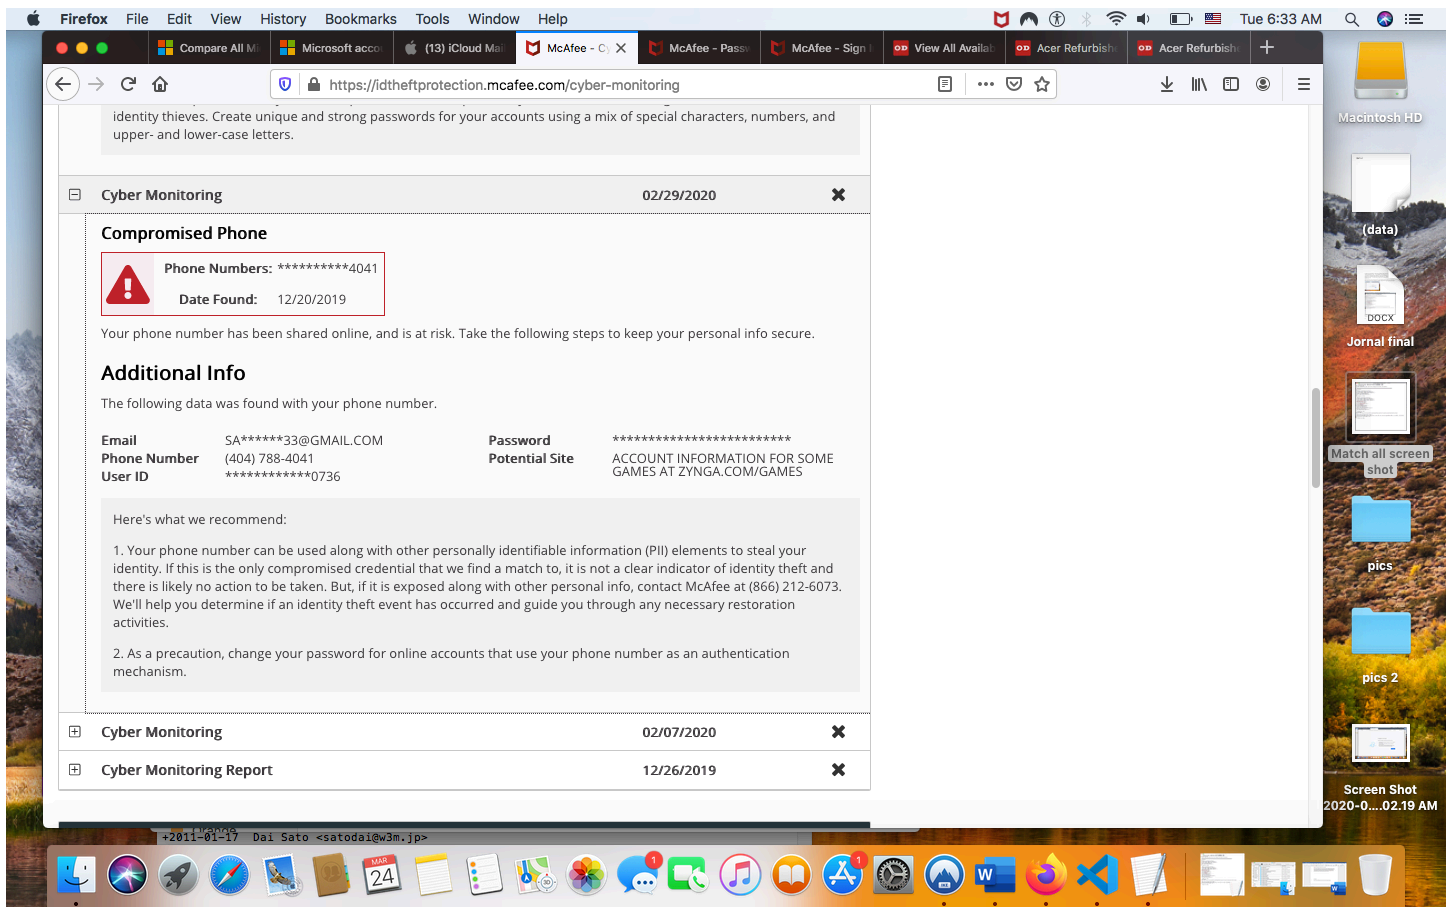 Firefox File Edit View History Bookmarks Tools Window Help Tue 6:33 AM
Compare All Mi Microsoft accou (13) iCloud Mail McAfee - Cy McAfee - Passw McAfee - Sign I View All Availab Acer Refurbishe Acer Refurbishe
https://idtheftprotection.mcafee.com/cyber-monitoring
Macintosh HD
identity thieves. Create unique and strong passwords for your accounts using a mix of special characters, numbers, and
upper- and lower-case letters.
Cyber Monitoring 02/29/2020
Compromised Phone
Phone Numbers: **********4041
Date Found: 12/20/2019
Your phone number has been shared online, and is at risk. Take the following steps to keep your personal info secure.
Additional Info
The following data was found with your phone number.
Email SA******33@GMAIL.COM Password *************************
Phone Number (404) 788-4041 Potential Site ACCOUNT INFORMATION FOR SOME
GAMES AT ZYNGA.COM/GAMES
User ID ************0736
Here's what we recommend:
1. Your phone number can be used along with other personally identifiable information (PII) elements to steal your
identity. If this is the only compromised credential that we find a match to, it is not a clear indicator of identity theft and
there is likely no action to be taken. But, if it is exposed along with other personal info, contact McAfee at (866) 212-6073.
We'll help you determine if an identity theft event has occurred and guide you through any necessary restoration
activities.
2. As a precaution, change your password for online accounts that use your phone number as an authentication
mechanism.
Cyber Monitoring 02/07/2020
Cyber Monitoring Report 12/26/2019
(data)
DOCX
Jornal final
Match all screen
shot
pics
pics 2
Screen Shot
2020-0....02.19 AM
Orange
+2011-01-17 Dai Sato <satodai@w3m.jp>
MAR
24
1
1